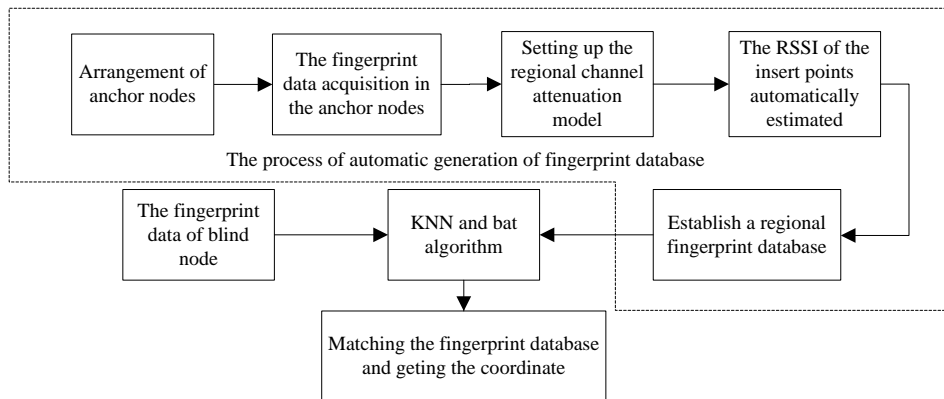 Arrangement of
anchor nodes
The fingerprint
data acquisition in
the anchor nodes
Setting up the
regional channel
attenuation
model
The RSSI of the
insert points
automatically
estimated
The process of automatic generation of fingerprint database
The fingerprint
data of blind
node
KNN and bat
algorithm
Establish a regional
fingerprint database
Matching the fingerprint database
and geting the coordinate